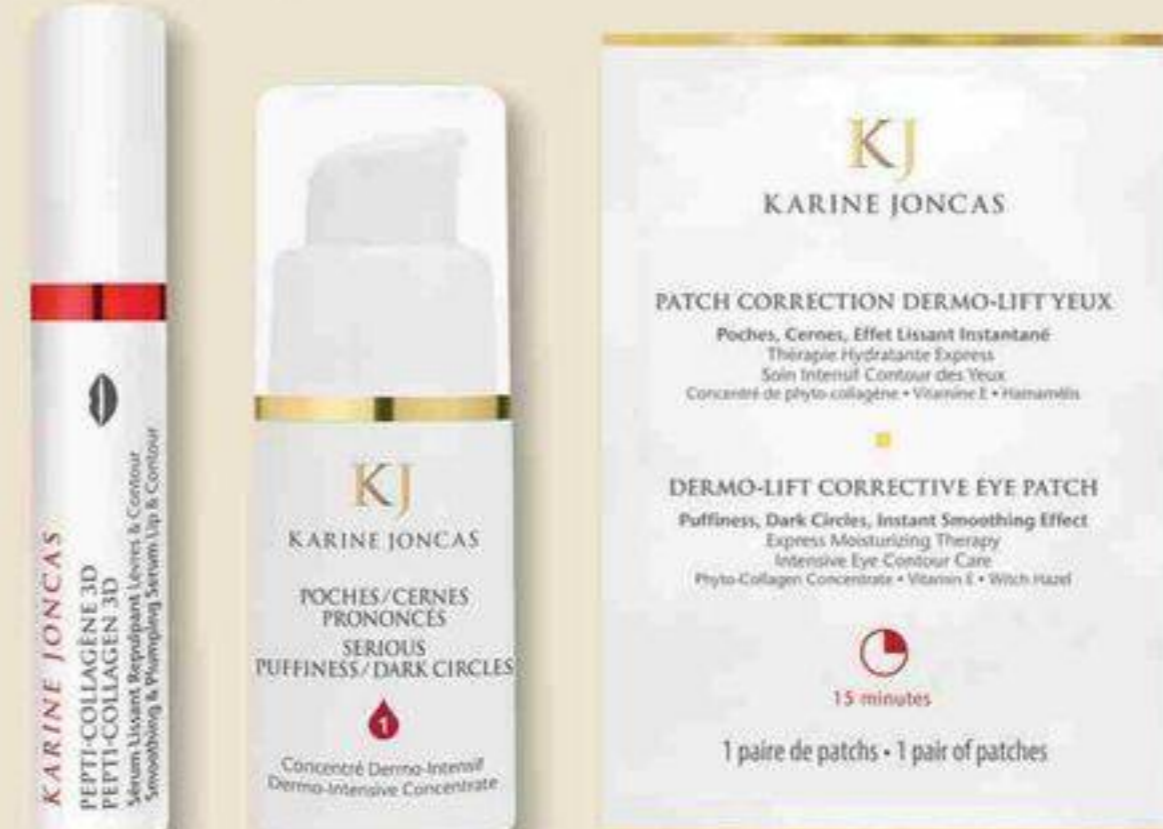 KARINE JONCAS
PEPTI-COLLAGÈNE 3D
PEPTI-COLLAGEN 3D
Sérum Lissant Repulpant Lèvres & Contour
Smoothing & Plumping Serum Lip & Contour
KJ
KARINE JONCAS
POCHES/CERNES
PRONONCÉS
SERIOUS
PUFFINESS/DARK CIRCLES
1
Concentré Dermo-Intensif
Dermo-Intensive Concentrate
KJ
KARINE JONCAS
PATCH CORRECTION DERMO-LIFT YEUX
Poches, Cernes, Effet Lissant Instantané
Thérapie Hydratante Express
Soin Intensif Contour des Yeux
Concentré de phyto-collagène • Vitamine E • Hamamélis
DERMO-LIFT CORRECTIVE EYE PATCH
Puffiness, Dark Circles, Instant Smoothing Effect
Express Moisturizing Therapy
Intensive Eye Contour Care
Phyto-Collagen Concentrate • Vitamin E • Witch Hazel
15 minutes
1 paire de patchs • 1 pair of patches